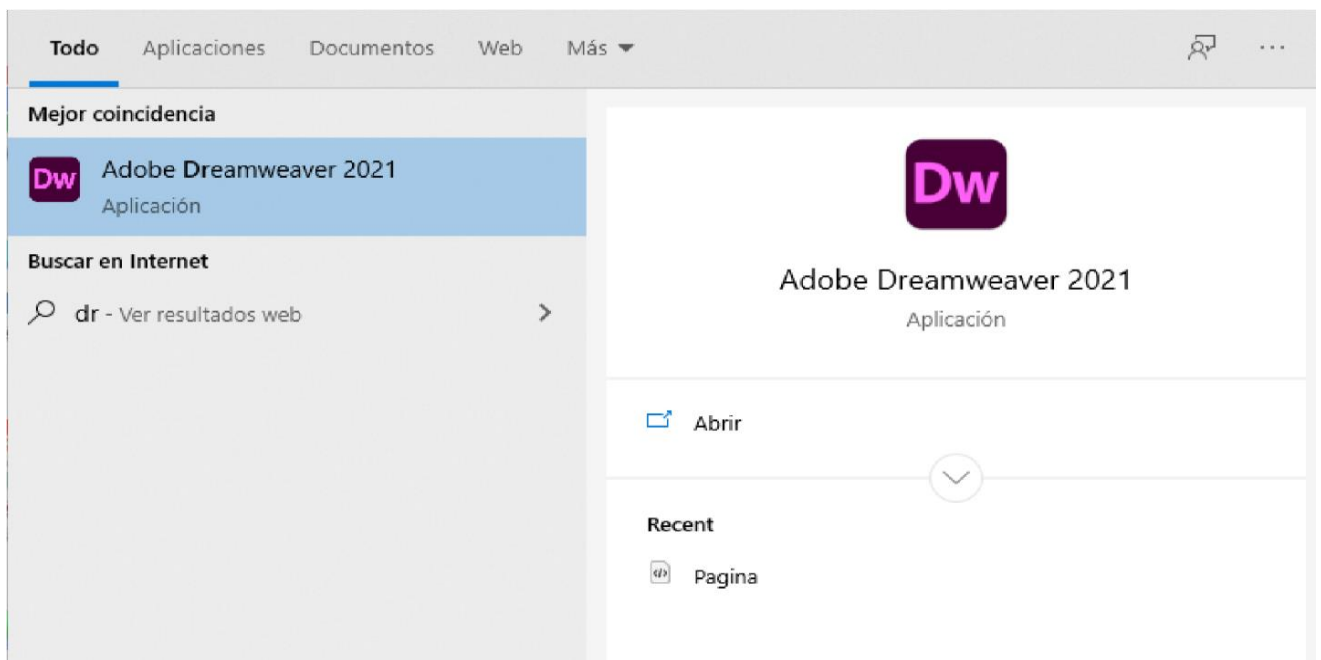 Todo Aplicaciones Documentos Web Más
Mejor coincidencia
Dw Adobe Dreamweaver 2021
Aplicación
Buscar en Internet
dr - Ver resultados web
Dw
Adobe Dreamweaver 2021
Aplicación
Abrir
Recent
Pagina